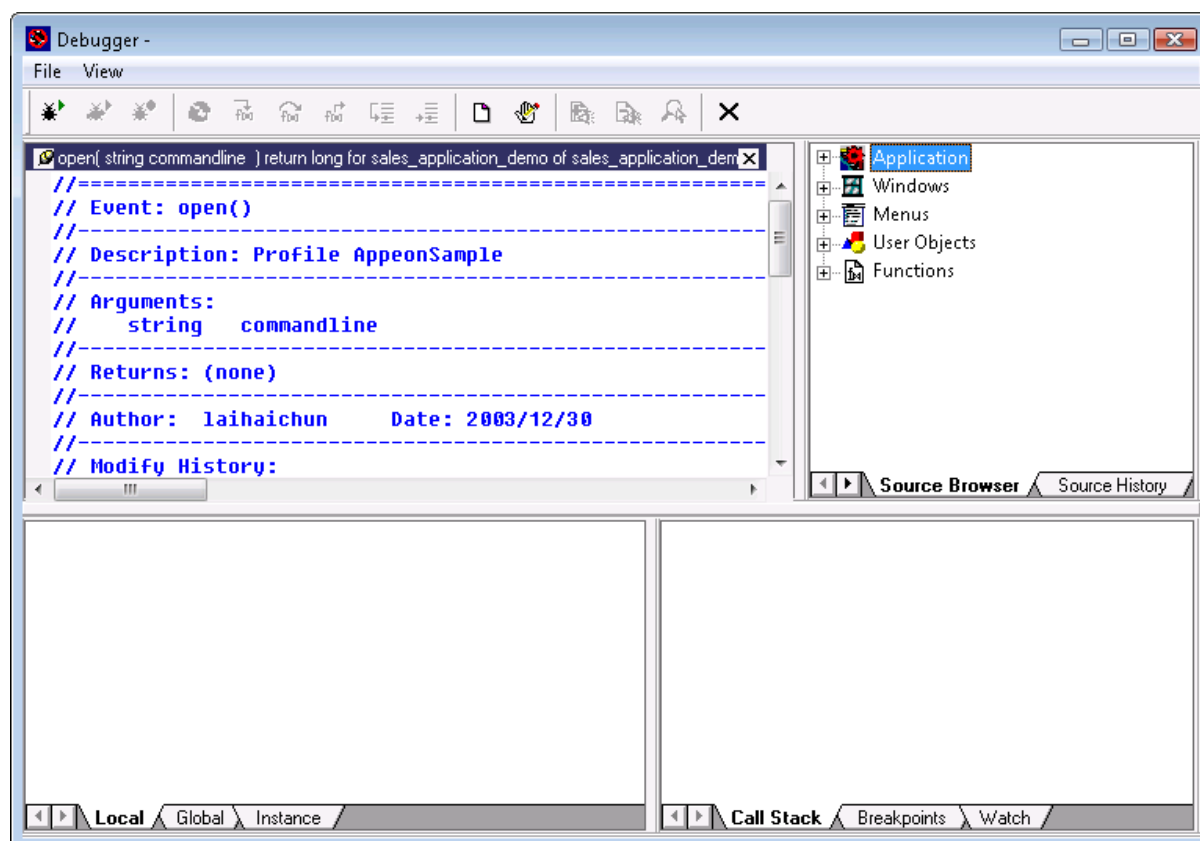 Debugger -
File View
open( string commandline ) return long for sales_application_demo of sales_application_dem
//=======================================================
// Event: open()
//-------------------------------------------------------
// Description: Profile AppeonSample
//-------------------------------------------------------
// Arguments:
//    string   commandline
//-------------------------------------------------------
// Returns: (none)
//-------------------------------------------------------
// Author:  laihaichun     Date: 2003/12/30
//-------------------------------------------------------
// Modify History:
Application
Windows
Menus
User Objects
Functions
Source Browser Source History
Local Global Instance
Call Stack Breakpoints Watch